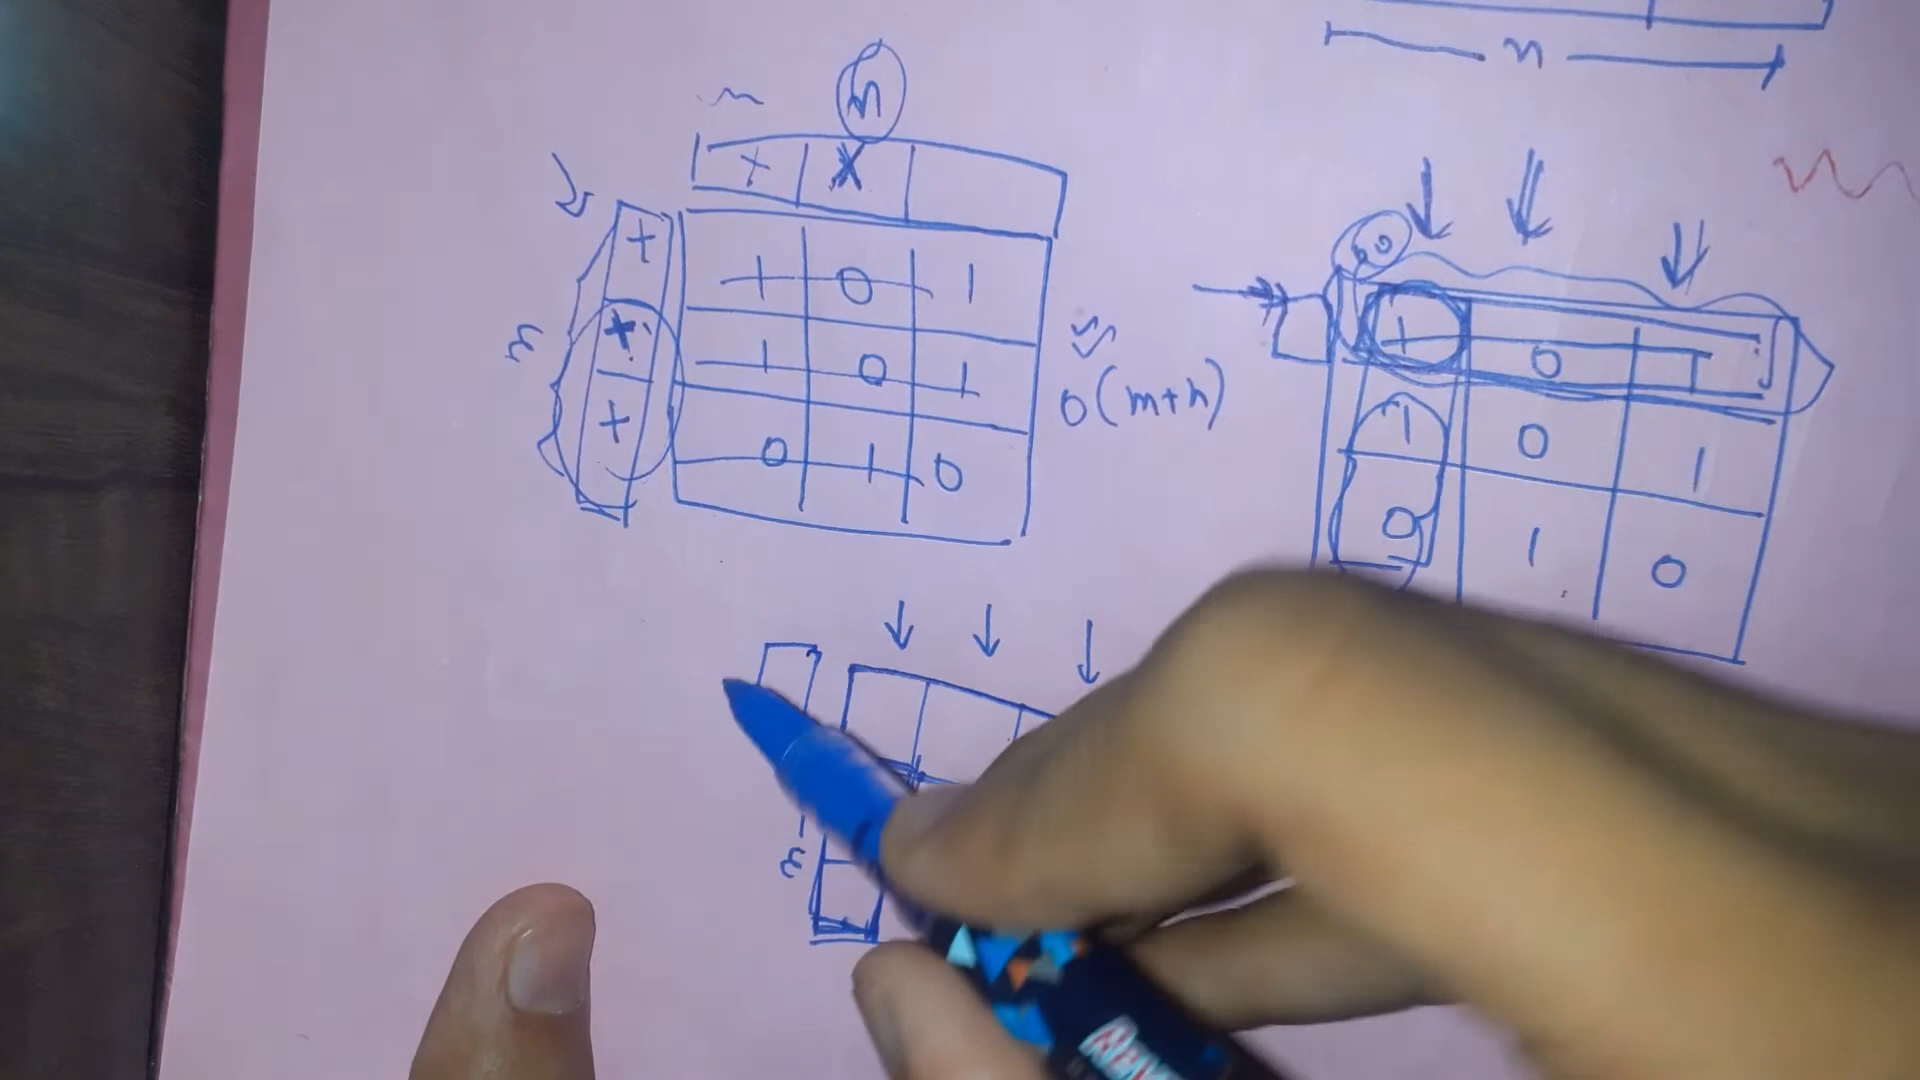 n
n
+ X
+ 1 0 1
m X 1 0 1
+ 0 1 0
O(m+n)
1 0 1
1 0 1
0 1 0
m